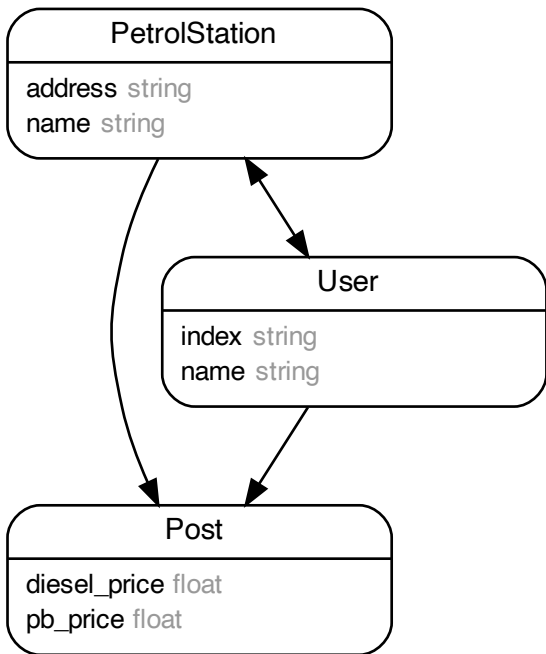 PetrolStation
address string
name string
User
index string
name string
Post
diesel_price float
pb_price float